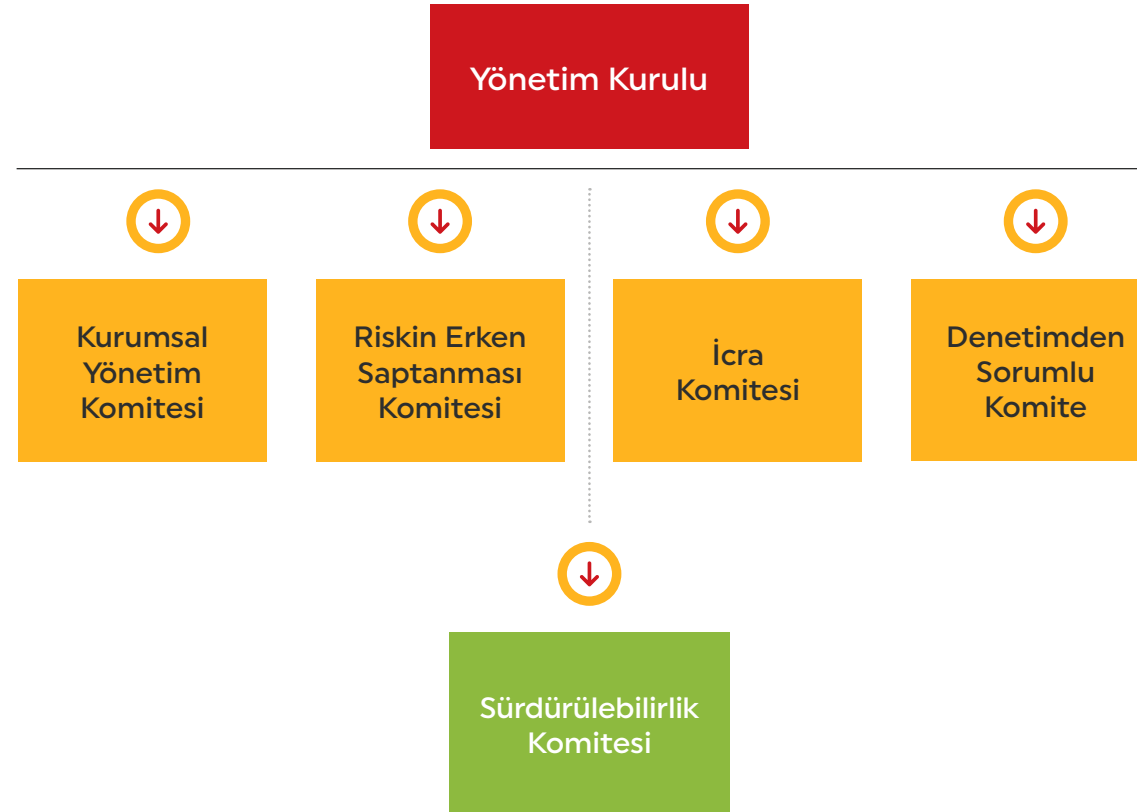 Yönetim Kurulu
Kurumsal
Yönetim
Komitesi
Riskin Erken
Saptanması
Komitesi
İcra
Komitesi
Denetimden
Sorumlu
Komite
Sürdürülebilirlik
Komitesi